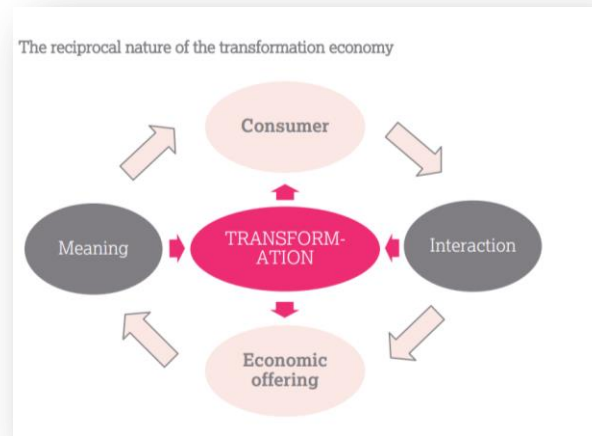 The reciprocal nature of the transformation economy
Consumer
Meaning
TRANSFORM-
ATION
Interaction
Economic
offering